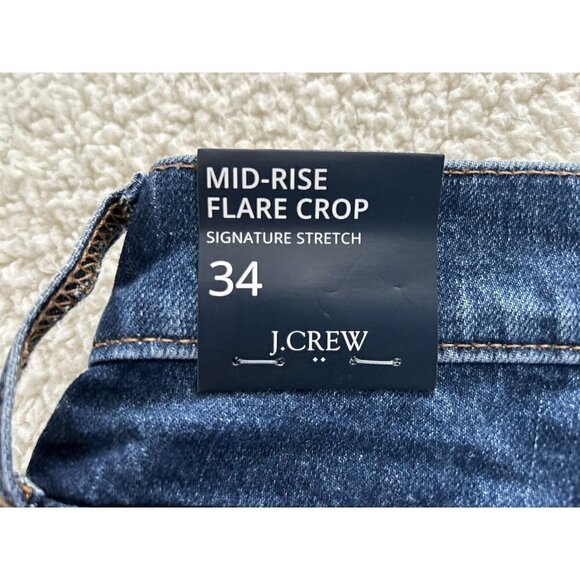 MID-RISE
FLARE CROP
SIGNATURE STRETCH
34
J.CREW